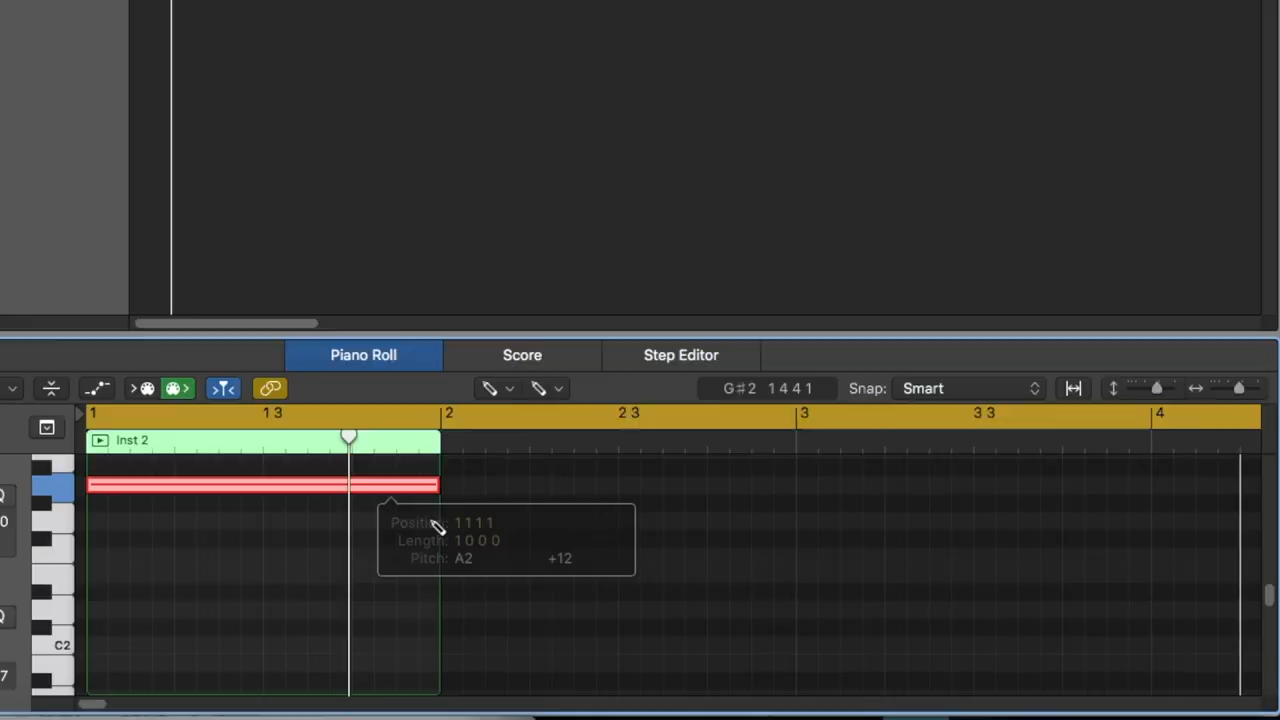 Piano Roll Score Step Editor
G♯2 1 4 4 1 Snap: Smart
1 1 3 2 2 3 3 3 3 4
Inst 2
Q
0
Position: 1 1 1 1
Length: 1 0 0 0
Pitch: A2 +12
Q
C2
7